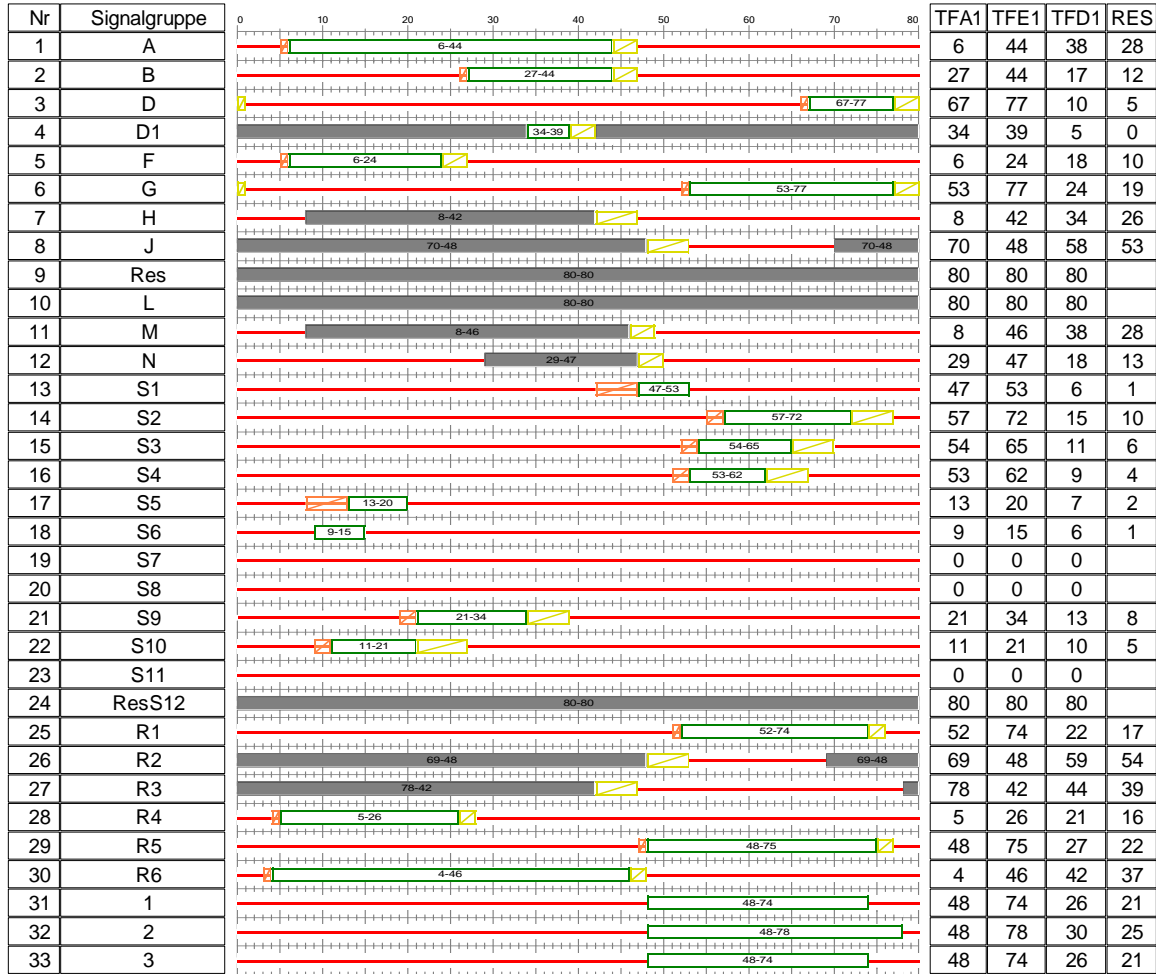 Nr Signalgruppe 0 10 20 30 40 50 60 70 80 TFA1 TFE1 TFD1 RES
1 A 6-44 6 44 38 28
2 B 27-44 27 44 17 12
3 D 67-77 67 77 10 5
4 D1 34-39 34 39 5 0
5 F 6-24 6 24 18 10
6 G 53-77 53 77 24 19
7 H 8-42 8 42 34 26
8 J 70-48 70-48 70 48 58 53
9 Res 80-80 80 80 80
10 L 80-80 80 80 80
11 M 8-46 8 46 38 28
12 N 29-47 29 47 18 13
13 S1 47-53 47 53 6 1
14 S2 57-72 57 72 15 10
15 S3 54-65 54 65 11 6
16 S4 53-62 53 62 9 4
17 S5 13-20 13 20 7 2
18 S6 9-15 9 15 6 1
19 S7 0 0 0
20 S8 0 0 0
21 S9 21-34 21 34 13 8
22 S10 11-21 11 21 10 5
23 S11 0 0 0
24 ResS12 80-80 80 80 80
25 R1 52-74 52 74 22 17
26 R2 69-48 69-48 69 48 59 54
27 R3 78-42 78 42 44 39
28 R4 5-26 5 26 21 16
29 R5 48-75 48 75 27 22
30 R6 4-46 4 46 42 37
31 1 48-74 48 74 26 21
32 2 48-78 48 78 30 25
33 3 48-74 48 74 26 21